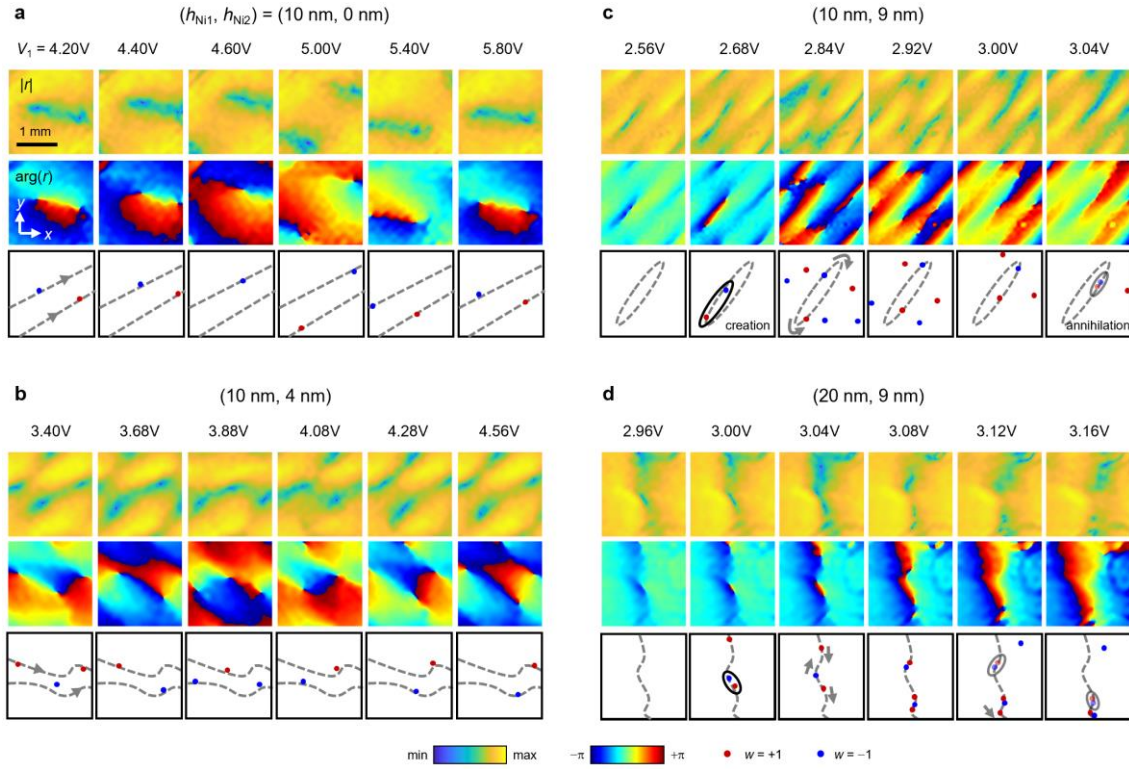 a
(hNi1, hNi2) = (10 nm, 0 nm)
V1 = 4.20V 4.40V 4.60V 5.00V 5.40V 5.80V
|r|
1 mm
arg(r)
y
x
c
(10 nm, 9 nm)
2.56V 2.68V 2.84V 2.92V 3.00V 3.04V
creation
annihilation
b
(10 nm, 4 nm)
3.40V 3.68V 3.88V 4.08V 4.28V 4.56V
d
(20 nm, 9 nm)
2.96V 3.00V 3.04V 3.08V 3.12V 3.16V
min max −π +π w = +1 w = −1